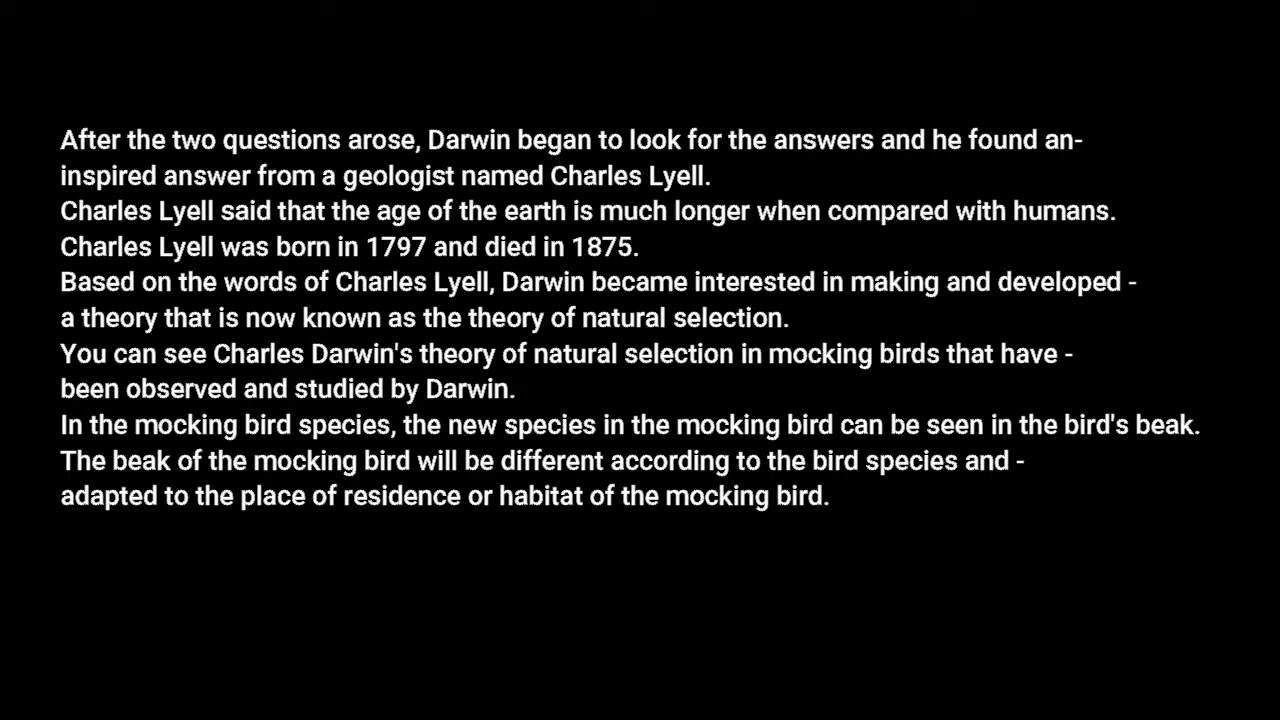 After the two questions arose, Darwin began to look for the answers and he found an-
inspired answer from a geologist named Charles Lyell.
Charles Lyell said that the age of the earth is much longer when compared with humans.
Charles Lyell was born in 1797 and died in 1875.
Based on the words of Charles Lyell, Darwin became interested in making and developed -
a theory that is now known as the theory of natural selection.
You can see Charles Darwin's theory of natural selection in mocking birds that have -
been observed and studied by Darwin.
In the mocking bird species, the new species in the mocking bird can be seen in the bird's beak.
The beak of the mocking bird will be different according to the bird species and -
adapted to the place of residence or habitat of the mocking bird.